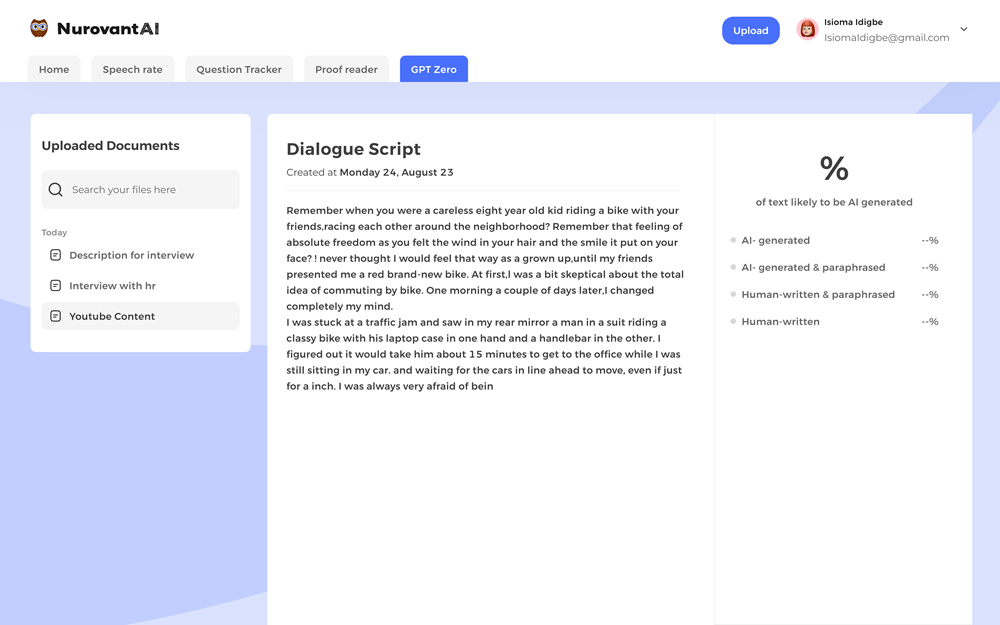 NurovantAI
Upload
Isioma Idigbe
IsiomaIdigbe@gmail.com
Home
Speech rate
Question Tracker
Proof reader
GPT Zero
Uploaded Documents
Search your files here
Today
Description for interview
Interview with hr
Youtube Content
Dialogue Script
Created at Monday 24, August 23
Remember when you were a careless eight year old kid riding a bike with your
friends,racing each other around the neighborhood? Remember that feeling of
absolute freedom as you felt the wind in your hair and the smile it put on your
face? ! never thought I would feel that way as a grown up,until my friends
presented me a red brand-new bike. At first,I was a bit skeptical about the total
idea of commuting by bike. One morning a couple of days later,I changed
completely my mind.
I was stuck at a traffic jam and saw in my rear mirror a man in a suit riding a
classy bike with his laptop case in one hand and a handlebar in the other. I
figured out it would take him about 15 minutes to get to the office while I was
still sitting in my car. and waiting for the cars in line ahead to move, even if just
for a inch. I was always very afraid of bein
%
of text likely to be AI generated
AI- generated --%
AI- generated & paraphrased --%
Human-written & paraphrased --%
Human-written --%